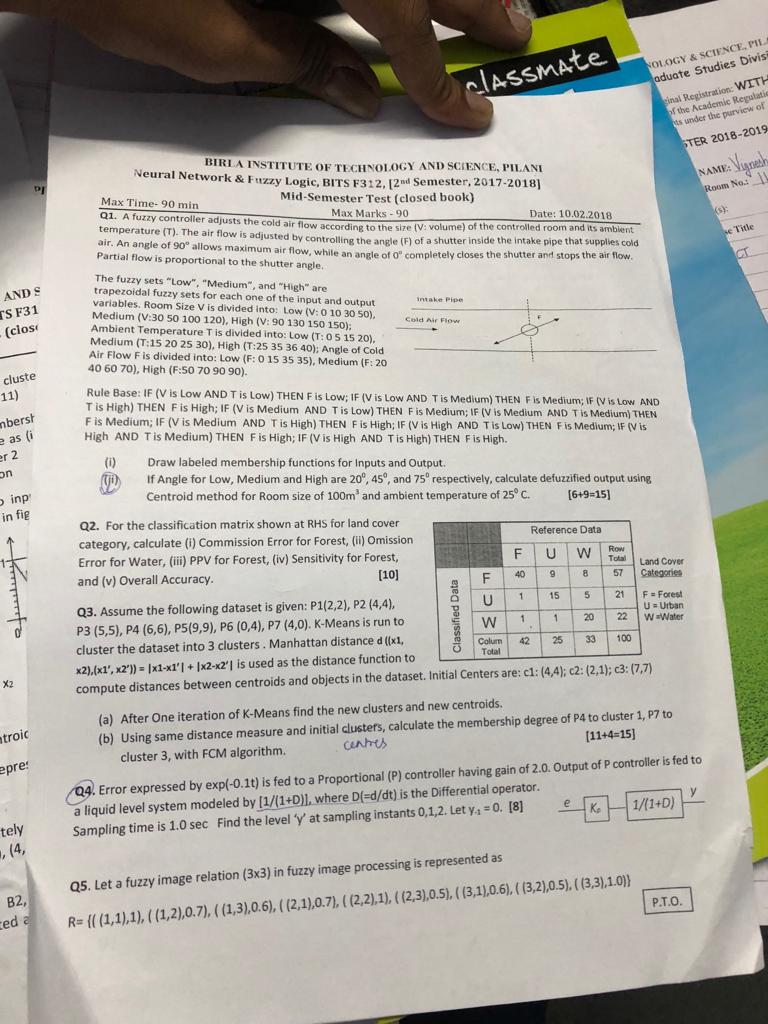 classmate
BIRLA INSTITUTE OF TECHNOLOGY AND SCIENCE, PILANI
Neural Network & Fuzzy Logic, BITS F312, [2nd Semester, 2017-2018]
Mid-Semester Test (closed book)
Max Time- 90 min Max Marks - 90 Date: 10.02.2018
Q1. A fuzzy controller adjusts the cold air flow according to the size (V: volume) of the controlled room and its ambient
temperature (T). The air flow is adjusted by controlling the angle (F) of a shutter inside the intake pipe that supplies cold
air. An angle of 90° allows maximum air flow, while an angle of 0° completely closes the shutter and stops the air flow.
Partial flow is proportional to the shutter angle.
The fuzzy sets "Low", "Medium", and "High" are
trapezoidal fuzzy sets for each one of the input and output
variables. Room Size V is divided into: Low (V: 0 10 30 50),
Medium (V:30 50 100 120), High (V: 90 130 150 150);
Ambient Temperature T is divided into: Low (T: 0 5 15 20),
Medium (T:15 20 25 30), High (T:25 35 36 40); Angle of Cold
Air Flow F is divided into: Low (F: 0 15 35 35), Medium (F: 20
40 60 70), High (F:50 70 90 90).
Intake Pipe
Cold Air Flow
F
Rule Base: IF (V is Low AND T is Low) THEN F is Low; IF (V is Low AND T is Medium) THEN F is Medium; IF (V is Low AND
T is High) THEN F is High; IF (V is Medium AND T is Low) THEN F is Medium; IF (V is Medium AND T is Medium) THEN
F is Medium; IF (V is Medium AND T is High) THEN F is High; IF (V is High AND T is Low) THEN F is Medium; IF (V is
High AND T is Medium) THEN F is High; IF (V is High AND T is High) THEN F is High.
(i) Draw labeled membership functions for Inputs and Output.
(ii) If Angle for Low, Medium and High are 20°, 45°, and 75° respectively, calculate defuzzified output using
Centroid method for Room size of 100m³ and ambient temperature of 25° C. [6+9=15]
Q2. For the classification matrix shown at RHS for land cover
category, calculate (i) Commission Error for Forest, (ii) Omission
Error for Water, (iii) PPV for Forest, (iv) Sensitivity for Forest,
and (v) Overall Accuracy. [10]
Reference Data
F U W Row Total
F 40 9 8 57
U 1 15 5 21
W 1 1 20 22
Colum Total 42 25 33 100
Classified Data
Land Cover
Categories
F = Forest
U = Urban
W =Water
Q3. Assume the following dataset is given: P1(2,2), P2 (4,4),
P3 (5,5), P4 (6,6), P5(9,9), P6 (0,4), P7 (4,0). K-Means is run to
cluster the dataset into 3 clusters . Manhattan distance d ((x1,
x2),(x1', x2')) = |x1-x1'| + |x2-x2'| is used as the distance function to
compute distances between centroids and objects in the dataset. Initial Centers are: c1: (4,4); c2: (2,1); c3: (7,7)
(a) After One iteration of K-Means find the new clusters and new centroids.
(b) Using same distance measure and initial clusters, calculate the membership degree of P4 to cluster 1, P7 to
centres
cluster 3, with FCM algorithm. [11+4=15]
Q4. Error expressed by exp(-0.1t) is fed to a Proportional (P) controller having gain of 2.0. Output of P controller is fed to
a liquid level system modeled by [1/(1+D)], where D(=d/dt) is the Differential operator.
Sampling time is 1.0 sec Find the level 'y' at sampling instants 0,1,2. Let y-1 = 0. [8]
e Kp 1/(1+D) y
Q5. Let a fuzzy image relation (3x3) in fuzzy image processing is represented as
R= {( (1,1),1), ( (1,2),0.7), ( (1,3),0.6), ( (2,1),0.7), ( (2,2),1), ( (2,3),0.5), ( (3,1),0.6), ( (3,2),0.5), ( (3,3),1.0)}
P.T.O.
OLOGY & SCIENCE, PIL
aduate Studies Divis
ginal Registration: WITH
of the Academic Regulati
ts under the purview of
STER 2018-2019
NAME: Vignesh
Room No.:
(s):
se Title
CT
AND S
TS F31
(close
cluste
11)
nbersh
e as (i
er 2
on
o inp
in fig
1
0
X2
troid
epres
tely
, (4,
B2,
ted a